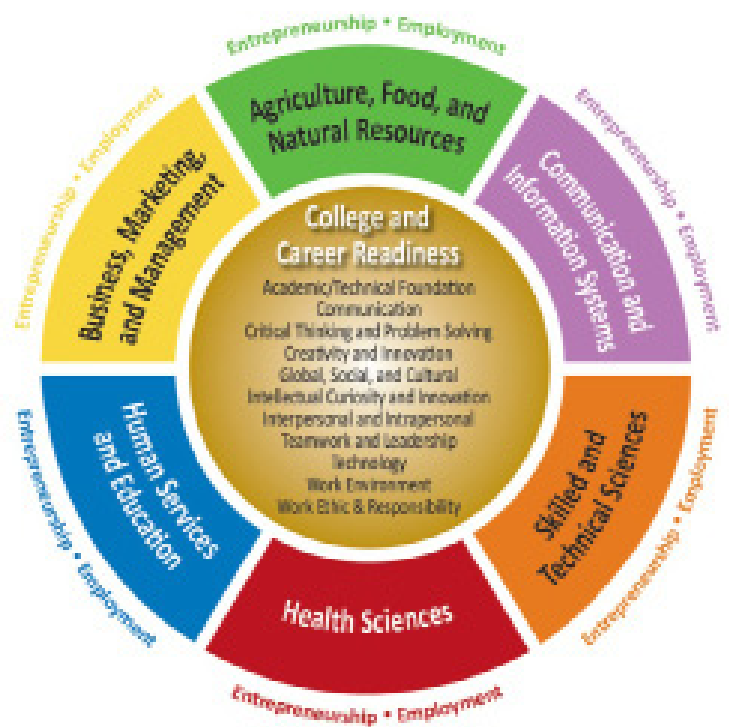 Entrepreneurship • Employment
Agriculture, Food, and
Natural Resources
Entrepreneurship • Employment
Communication and
Information Systems
Entrepreneurship • Employment
Skilled and
Technical Sciences
Entrepreneurship • Employment
Health Sciences
Entrepreneurship • Employment
Human Services
and Education
Entrepreneurship • Employment
Business, Marketing,
and Management
College and
Career Readiness
Academic/Technical Foundation
Communication
Critical Thinking and Problem Solving
Creativity and Innovation
Global, Social, and Cultural
Intellectual Curiosity and Innovation
Interpersonal and Intrapersonal
Teamwork and Leadership
Technology
Work Environment
Work Ethic & Responsibility